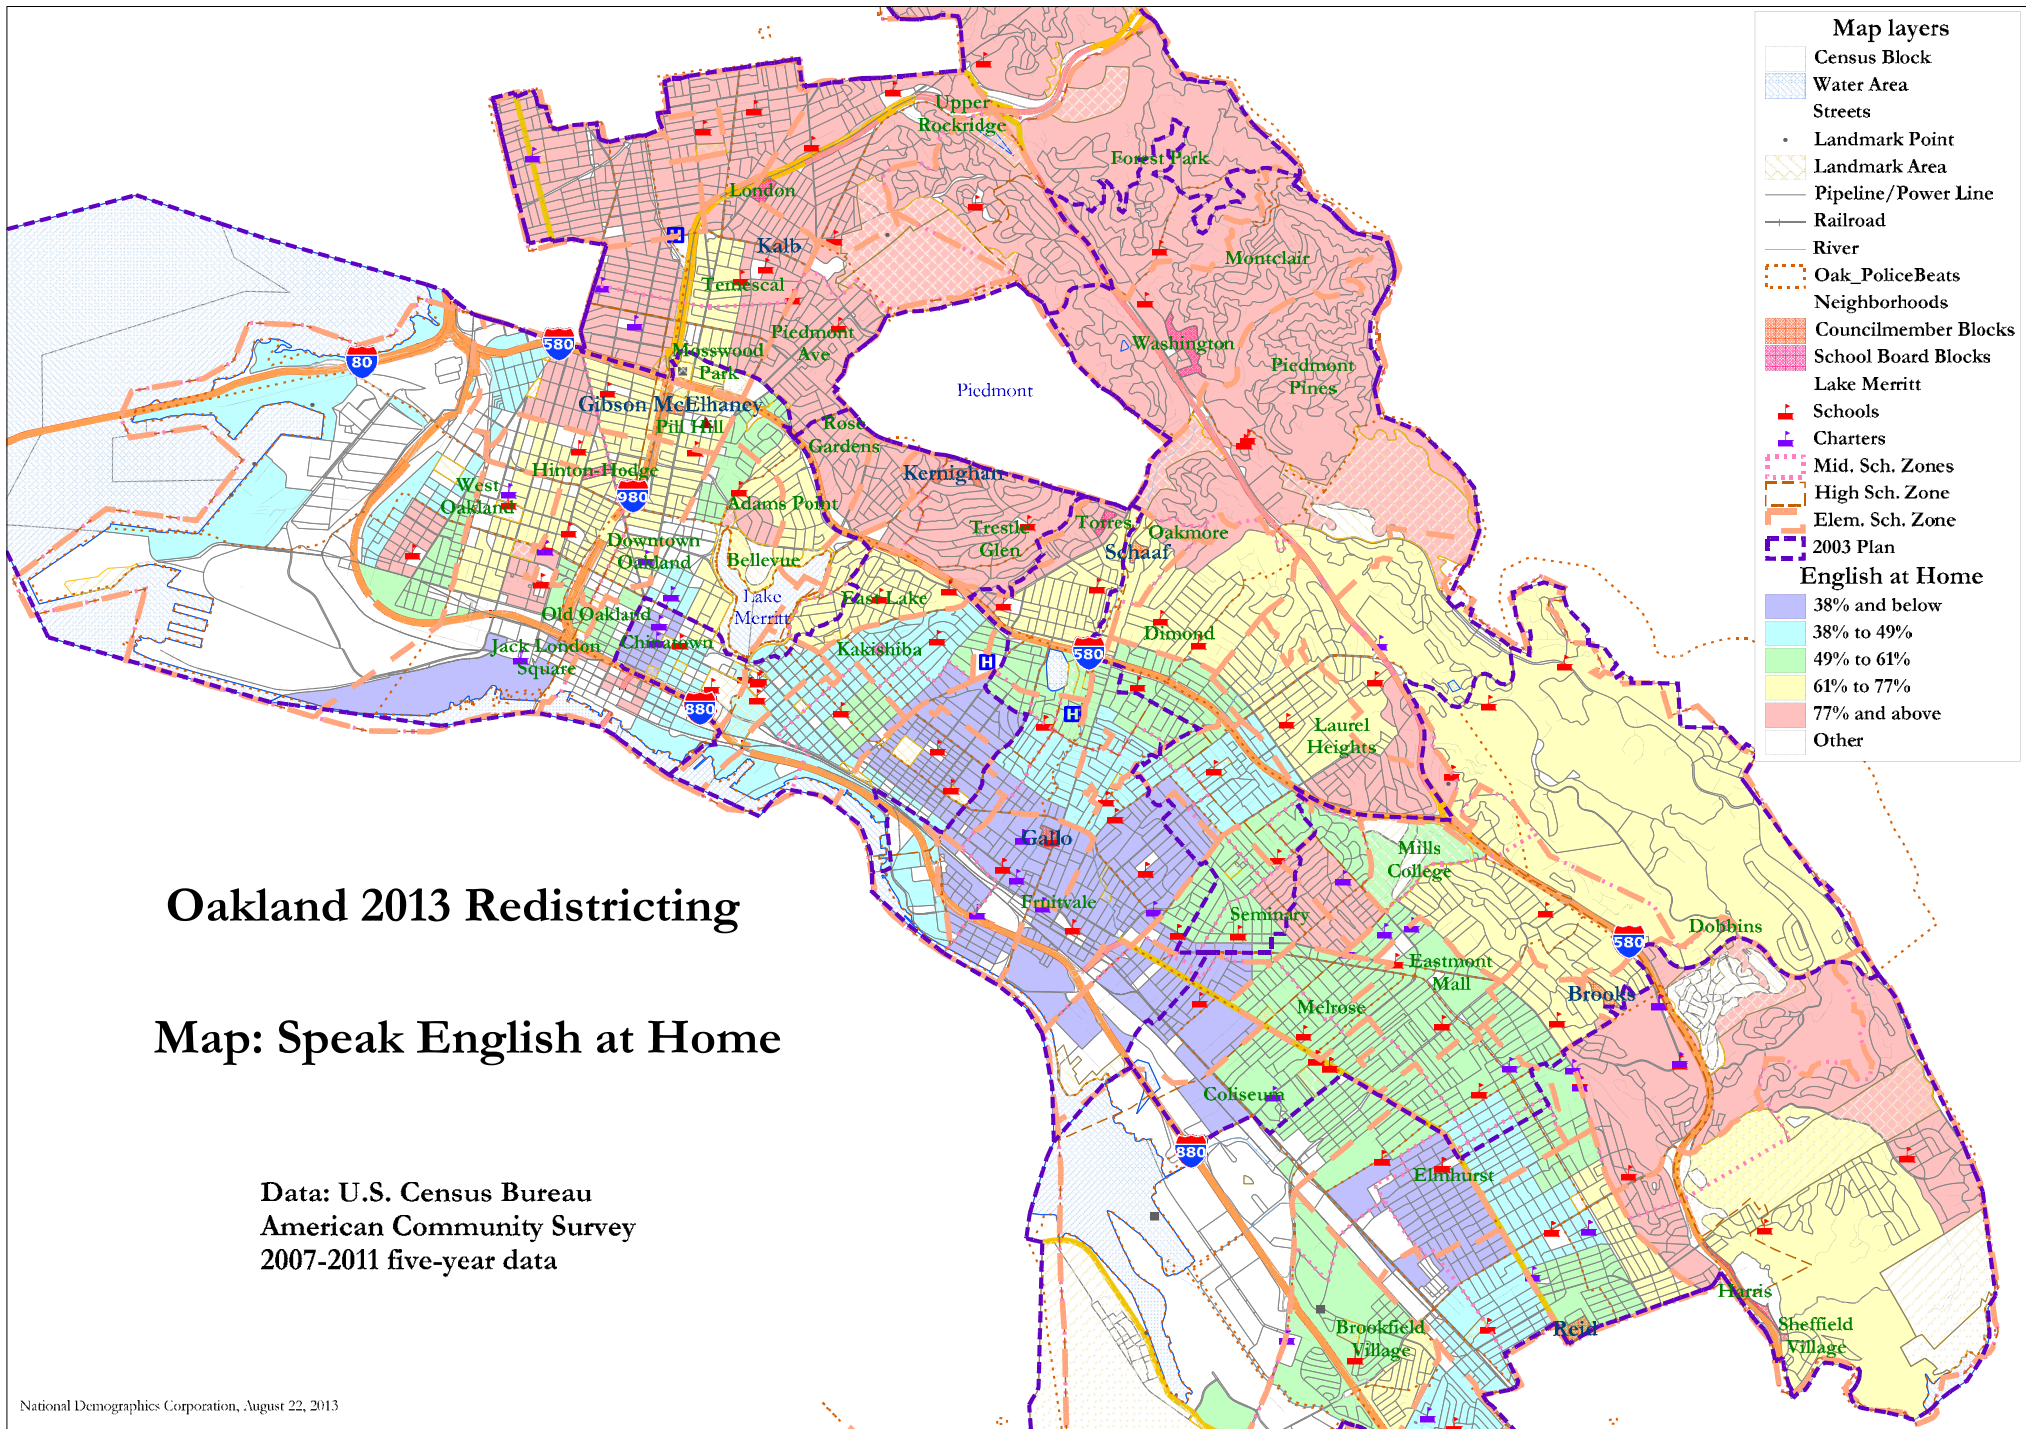 Map layers
Census Block
Water Area
Streets
Landmark Point
Landmark Area
Pipeline/Power Line
Railroad
River
Oak_PoliceBeats
Neighborhoods
Councilmember Blocks
School Board Blocks
Lake Merritt
Schools
Charters
Mid. Sch. Zones
High Sch. Zone
Elem. Sch. Zone
2003 Plan
English at Home
38% and below
38% to 49%
49% to 61%
61% to 77%
77% and above
Other
Upper
Rockridge
Forest Park
London
H
Kalb
Montclair
Temescal
Piedmont
Ave
Washington
580
80
Mosswood
Park
Piedmont
Pines
Piedmont
Gibson McElhaney
Pill Hill
Rose
Gardens
Hinton-Hodge
Kernighan
West
Oakland
980
Adams Point
Trestle
Glen
Torres
Oakmore
Schaaf
Downtown
Oakland
Bellevue
Lake
Merritt
East Lake
Old Oakland
Chinatown
Kakishiba
Dimond
Jack London
Square
H
580
880
H
Laurel
Heights
Gallo
Mills
College
Fruitvale
Seminary
Dobbins
580
Eastmont
Mall
Brooks
Melrose
Coliseum
880
Elmhurst
Harris
Reid
Brookfield
Village
Sheffield
Village
Oakland 2013 Redistricting
Map: Speak English at Home
Data: U.S. Census Bureau
American Community Survey
2007-2011 five-year data
National Demographics Corporation, August 22, 2013